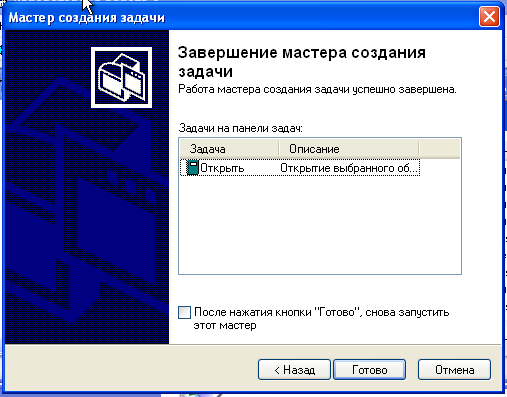 Мастер создания задачи
Завершение мастера создания
задачи
Работа мастера создания задачи успешно завершена.
Задачи на панели задач:
Задача Описание
Открыть Открытие выбранного об...
После нажатия кнопки "Готово", снова запустить
этот мастер
< Назад Готово Отмена